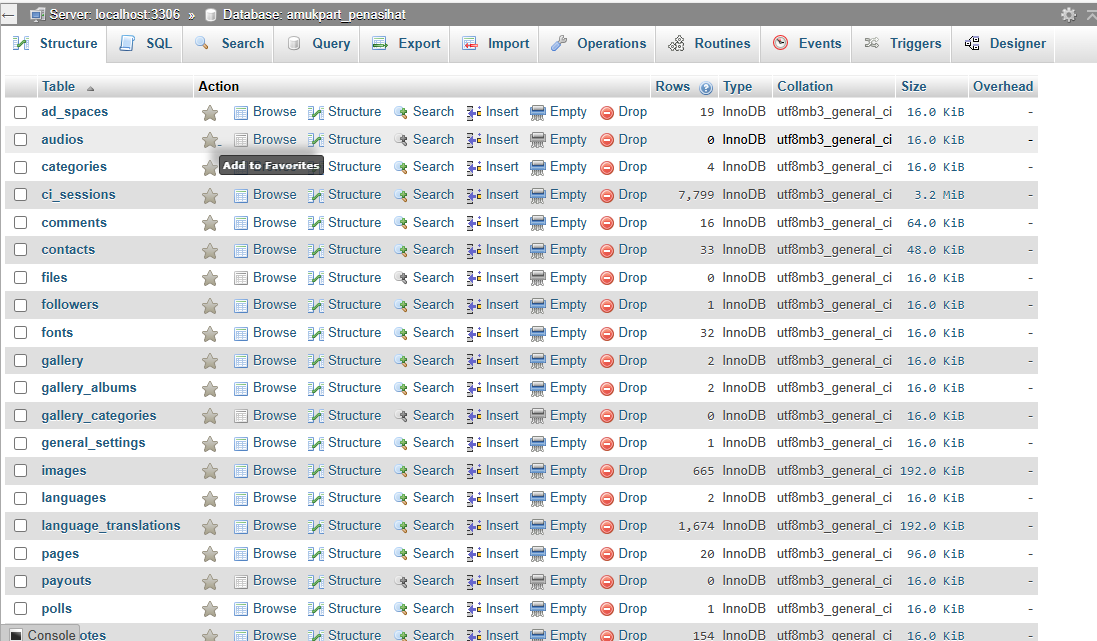 Server: localhost:3306 » Database: amukpart_penasihat
Structure SQL Search Query Export Import Operations Routines Events Triggers Designer
Table Action Rows Type Collation Size Overhead
ad_spaces Browse Structure Search Insert Empty Drop 19 InnoDB utf8mb3_general_ci 16.0 KiB -
audios Browse Structure Search Insert Empty Drop 0 InnoDB utf8mb3_general_ci 16.0 KiB -
Add to Favorites
categories Structure Search Insert Empty Drop 4 InnoDB utf8mb3_general_ci 16.0 KiB -
ci_sessions Browse Structure Search Insert Empty Drop 7,799 InnoDB utf8mb3_general_ci 3.2 MiB -
comments Browse Structure Search Insert Empty Drop 16 InnoDB utf8mb3_general_ci 64.0 KiB -
contacts Browse Structure Search Insert Empty Drop 33 InnoDB utf8mb3_general_ci 48.0 KiB -
files Browse Structure Search Insert Empty Drop 0 InnoDB utf8mb3_general_ci 16.0 KiB -
followers Browse Structure Search Insert Empty Drop 1 InnoDB utf8mb3_general_ci 16.0 KiB -
fonts Browse Structure Search Insert Empty Drop 32 InnoDB utf8mb3_general_ci 16.0 KiB -
gallery Browse Structure Search Insert Empty Drop 2 InnoDB utf8mb3_general_ci 16.0 KiB -
gallery_albums Browse Structure Search Insert Empty Drop 2 InnoDB utf8mb3_general_ci 16.0 KiB -
gallery_categories Browse Structure Search Insert Empty Drop 0 InnoDB utf8mb3_general_ci 16.0 KiB -
general_settings Browse Structure Search Insert Empty Drop 1 InnoDB utf8mb3_general_ci 16.0 KiB -
images Browse Structure Search Insert Empty Drop 665 InnoDB utf8mb3_general_ci 192.0 KiB -
languages Browse Structure Search Insert Empty Drop 2 InnoDB utf8mb3_general_ci 16.0 KiB -
language_translations Browse Structure Search Insert Empty Drop 1,674 InnoDB utf8mb3_general_ci 192.0 KiB -
pages Browse Structure Search Insert Empty Drop 20 InnoDB utf8mb3_general_ci 96.0 KiB -
payouts Browse Structure Search Insert Empty Drop 0 InnoDB utf8mb3_general_ci 16.0 KiB -
polls Browse Structure Search Insert Empty Drop 1 InnoDB utf8mb3_general_ci 16.0 KiB -
Console otes Browse Structure Search Insert Empty Drop 154 InnoDB utf8mb3_general_ci 16.0 KiB -